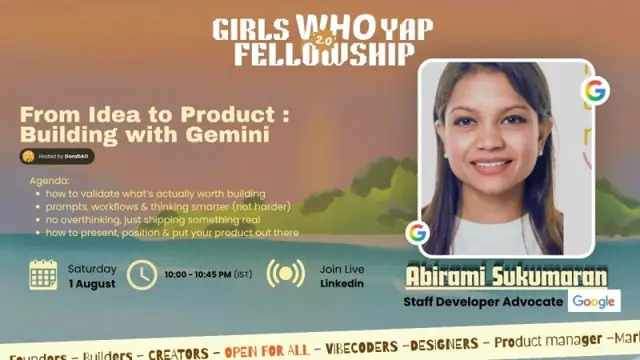 GIRLS WHO YAP
2.0
FELLOWSHIP
From Idea to Product :
Building with Gemini
Hosted by DoraDAO
Agenda:
• how to validate what's actually worth building
• prompts, workflows & thinking smarter (not harder)
• no overthinking, just shipping something real
• how to present, position & put your product out there
Saturday
1 August
10:00 - 10:45 PM (IST)
Join Live
Linkedin
G
G
Abirami Sukumaran
Staff Developer Advocate Google
Founders – Builders – CREATORS – OPEN FOR ALL – VIBECODERS –DESIGNERS – Product manager –Mar